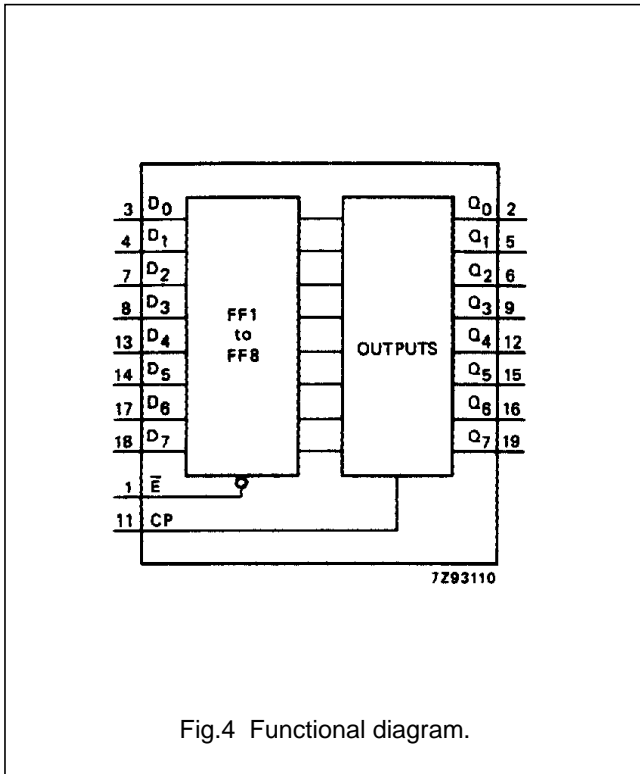 3 D0
4 D1
7 D2
8 D3
13 D4
14 D5
17 D6
18 D7
1 E̅
11 CP
FF1
to
FF8
OUTPUTS
Q0 2
Q1 5
Q2 6
Q3 9
Q4 12
Q5 15
Q6 16
Q7 19
7Z93110
Fig.4 Functional diagram.